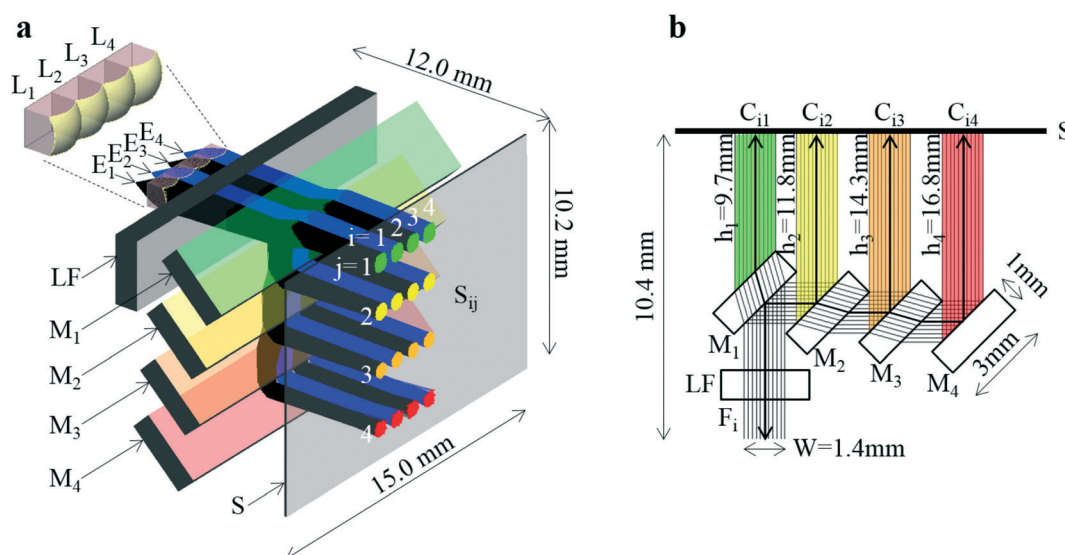 a
b
L₁
L₂
L₃
L₄
E₁
E₂
E₃
E₄
12.0 mm
10.2 mm
15.0 mm
LF
M₁
M₂
M₃
M₄
S
Sᵢⱼ
i= 1
2
3
4
j= 1
2
3
4
Cᵢ₁
Cᵢ₂
Cᵢ₃
Cᵢ₄
S
10.4 mm
h₁=9.7mm
h₂=11.8mm
h₃=14.3mm
h₄=16.8mm
1mm
3mm
M₁
M₂
M₃
M₄
LF
Fᵢ
W=1.4mm